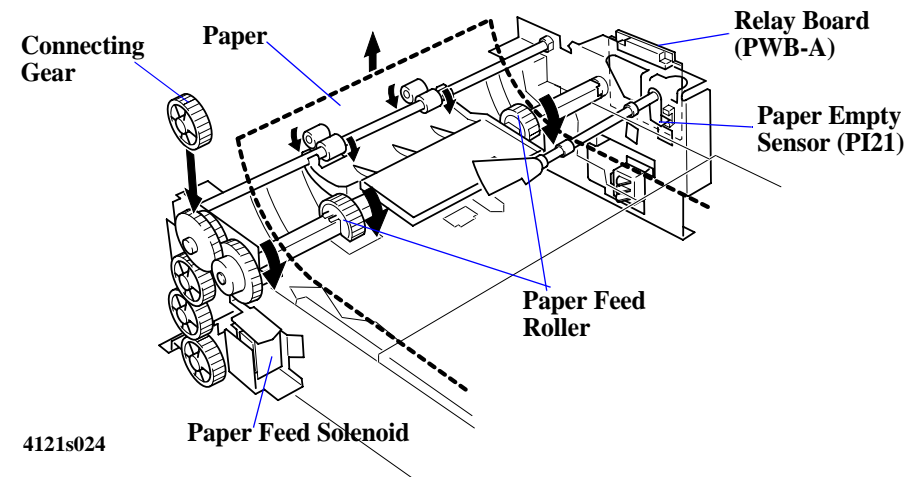 Connecting
Gear
Paper
Relay Board
(PWB-A)
Paper Empty
Sensor (PI21)
Paper Feed
Roller
Paper Feed Solenoid
4121s024